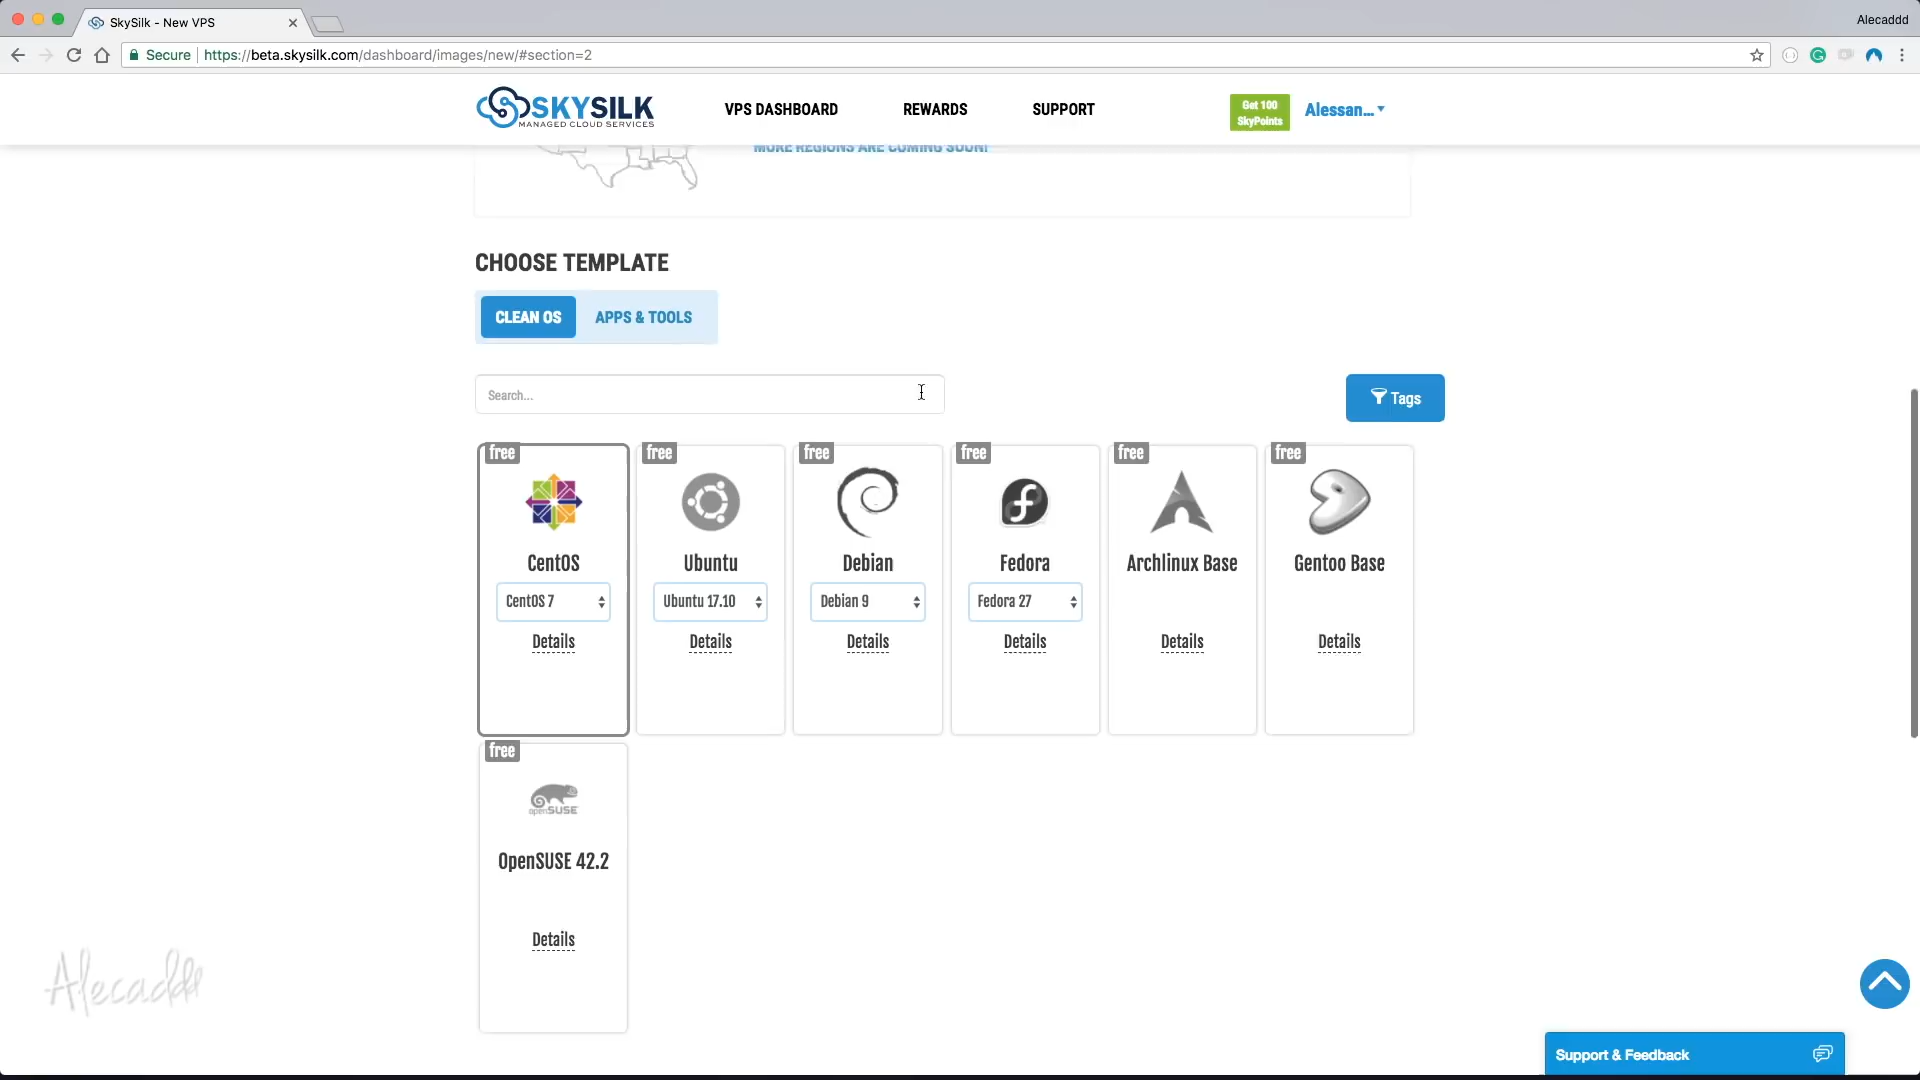 SkySilk - New VPS
Alecaddd
Secure https://beta.skysilk.com/dashboard/images/new/#section=2
SKYSILK
MANAGED CLOUD SERVICES
VPS DASHBOARD
REWARDS
SUPPORT
Get 100
SkyPoints
Alessan...
MORE REGIONS ARE COMING SOON!
CHOOSE TEMPLATE
CLEAN OS
APPS & TOOLS
Search...
Tags
free
CentOS
CentOS 7
Details
free
Ubuntu
Ubuntu 17.10
Details
free
Debian
Debian 9
Details
free
Fedora
Fedora 27
Details
free
Archlinux Base
Details
free
Gentoo Base
Details
free
openSUSE
OpenSUSE 42.2
Details
Alecaddd
Support & Feedback